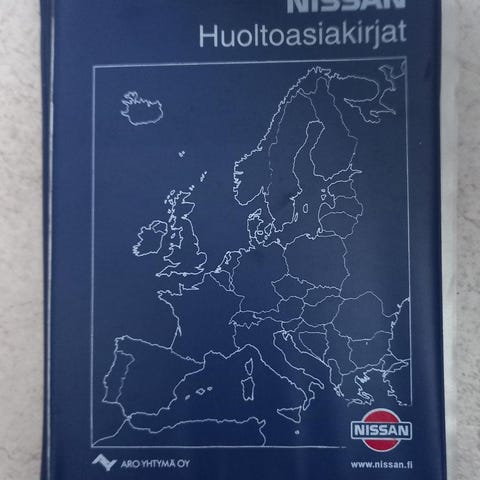 NISSAN
Huoltoasiakirjat
NISSAN
ARO-YHTYMÄ OY
www.nissan.fi